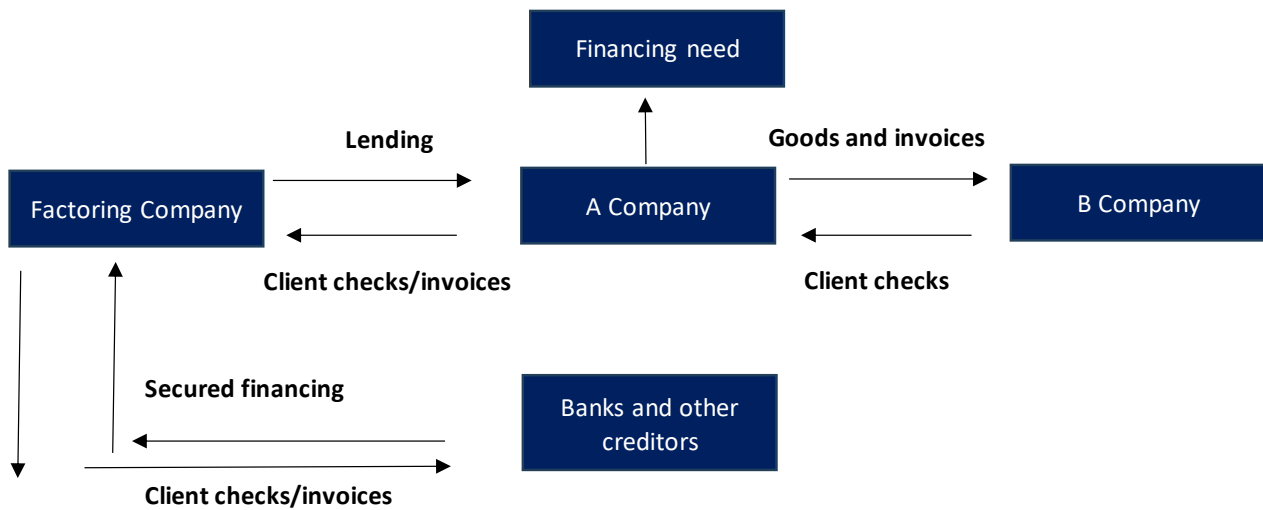 Financing need
Lending
Goods and invoices
Factoring Company
A Company
B Company
Client checks/invoices
Client checks
Secured financing
Banks and other
creditors
Client checks/invoices